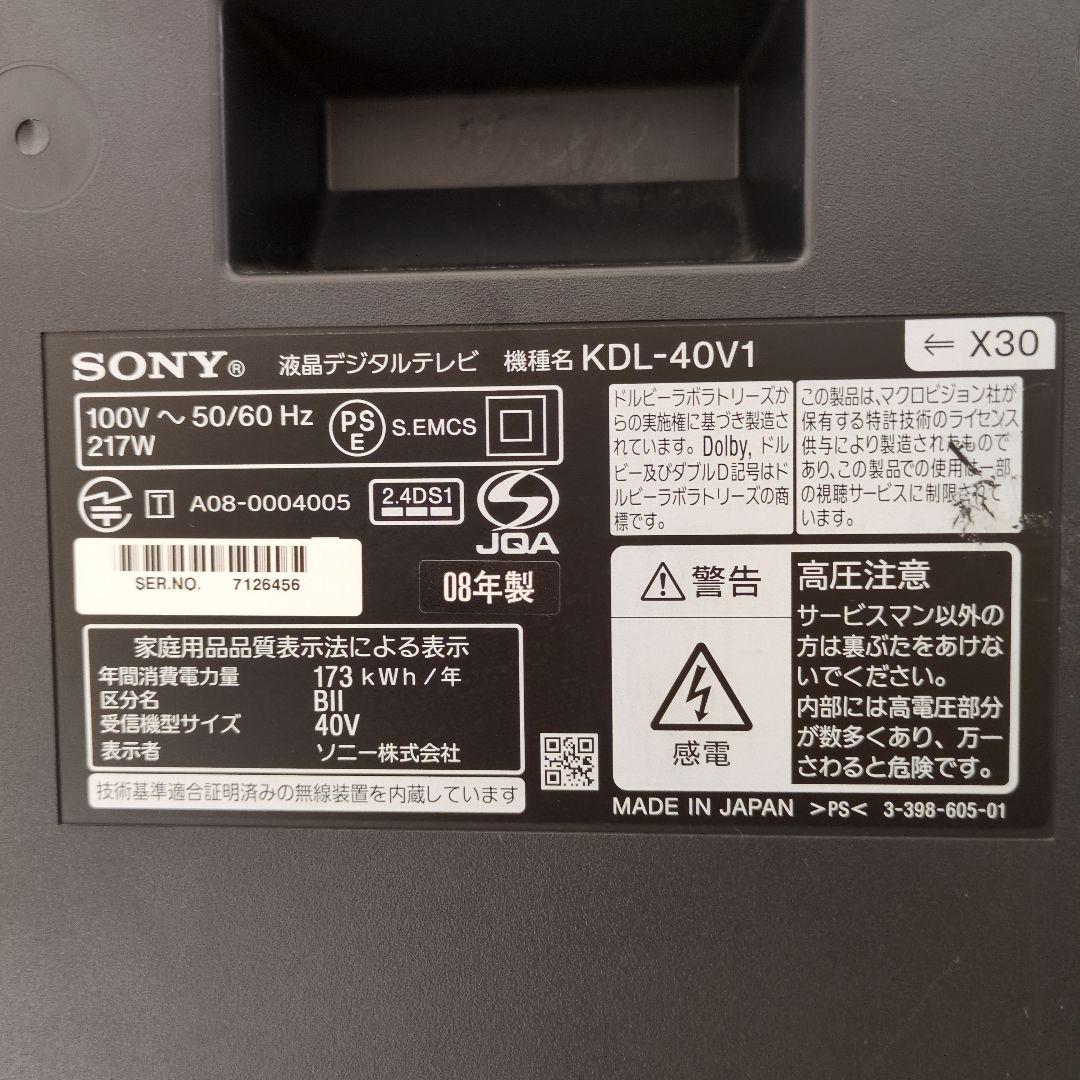 SONY® 液晶デジタルテレビ 機種名 KDL-40V1
⇐ X30
100V ～ 50/60 Hz
217W
PS
E
S.EMCS
T A08-0004005
2.4DS1
JQA
SER.NO. 7126456
08年製
家庭用品品質表示法による表示
年間消費電力量 173 kWh/年
区分名 BII
受信機型サイズ 40V
表示者 ソニー株式会社
技術基準適合証明済みの無線装置を内蔵しています
ドルビーラボラトリーズか
らの実施権に基づき製造さ
れています。Dolby, ドル
ビー及びダブルD記号はド
ルビーラボラトリーズの商
標です。
この製品は、マクロビジョン社が
保有する特許技術のライセンス
供与により製造されたもので
あり、この製品での使用は一部
の視聴サービスに制限されて
います。
警告
感電
高圧注意
サービスマン以外の
方は裏ぶたをあけな
いでください。
内部には高電圧部分
が数多くあり、万一
さわると危険です。
MADE IN JAPAN >PS< 3-398-605-01